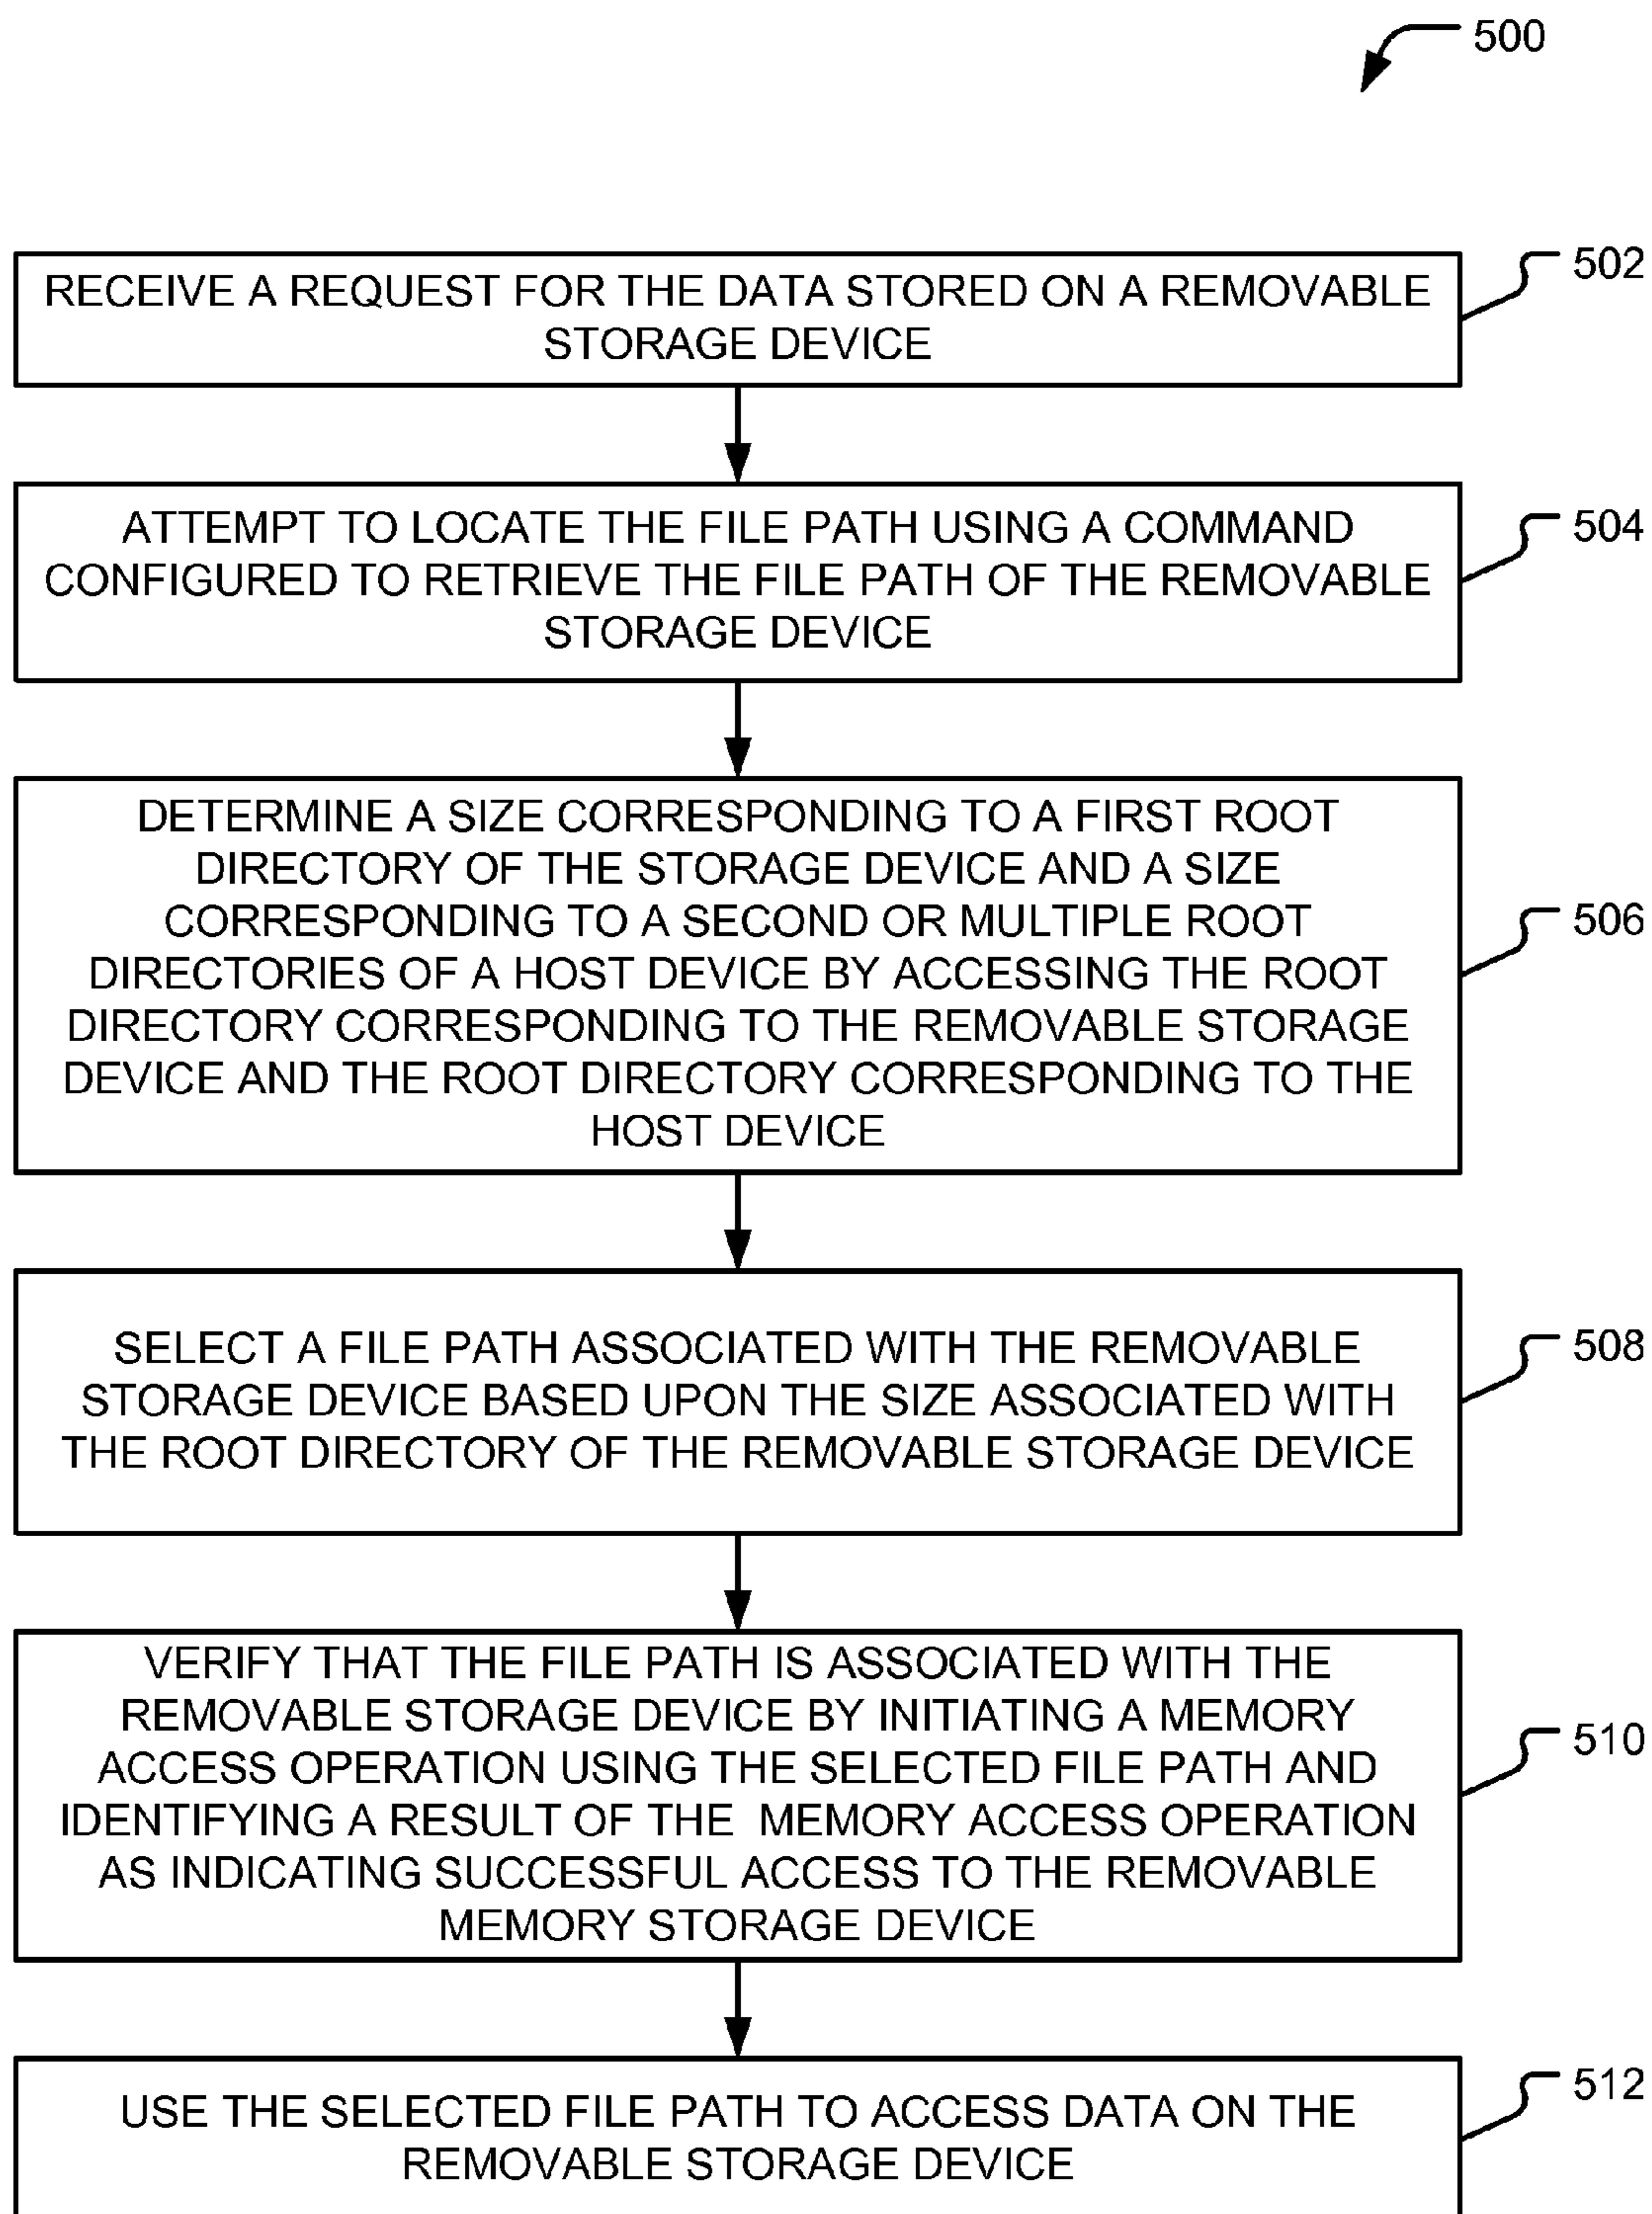 500
RECEIVE A REQUEST FOR THE DATA STORED ON A REMOVABLE
STORAGE DEVICE
502
ATTEMPT TO LOCATE THE FILE PATH USING A COMMAND
CONFIGURED TO RETRIEVE THE FILE PATH OF THE REMOVABLE
STORAGE DEVICE
504
DETERMINE A SIZE CORRESPONDING TO A FIRST ROOT
DIRECTORY OF THE STORAGE DEVICE AND A SIZE
CORRESPONDING TO A SECOND OR MULTIPLE ROOT
DIRECTORIES OF A HOST DEVICE BY ACCESSING THE ROOT
DIRECTORY CORRESPONDING TO THE REMOVABLE STORAGE
DEVICE AND THE ROOT DIRECTORY CORRESPONDING TO THE
HOST DEVICE
506
SELECT A FILE PATH ASSOCIATED WITH THE REMOVABLE
STORAGE DEVICE BASED UPON THE SIZE ASSOCIATED WITH
THE ROOT DIRECTORY OF THE REMOVABLE STORAGE DEVICE
508
VERIFY THAT THE FILE PATH IS ASSOCIATED WITH THE
REMOVABLE STORAGE DEVICE BY INITIATING A MEMORY
ACCESS OPERATION USING THE SELECTED FILE PATH AND
IDENTIFYING A RESULT OF THE MEMORY ACCESS OPERATION
AS INDICATING SUCCESSFUL ACCESS TO THE REMOVABLE
MEMORY STORAGE DEVICE
510
USE THE SELECTED FILE PATH TO ACCESS DATA ON THE
REMOVABLE STORAGE DEVICE
512